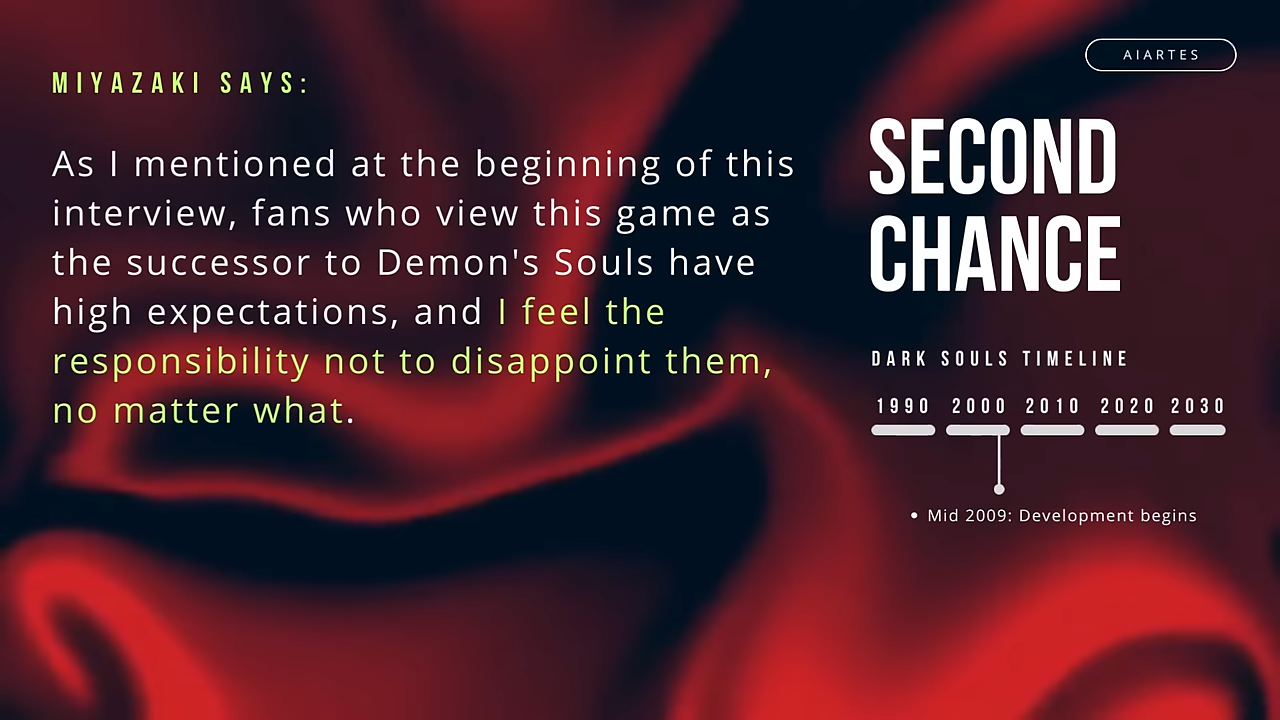 MIYAZAKI SAYS:
As I mentioned at the beginning of this
interview, fans who view this game as
the successor to Demon's Souls have
high expectations, and I feel the
responsibility not to disappoint them,
no matter what.
AIARTES
SECOND
CHANCE
DARK SOULS TIMELINE
1990 2000 2010 2020 2030
• Mid 2009: Development begins